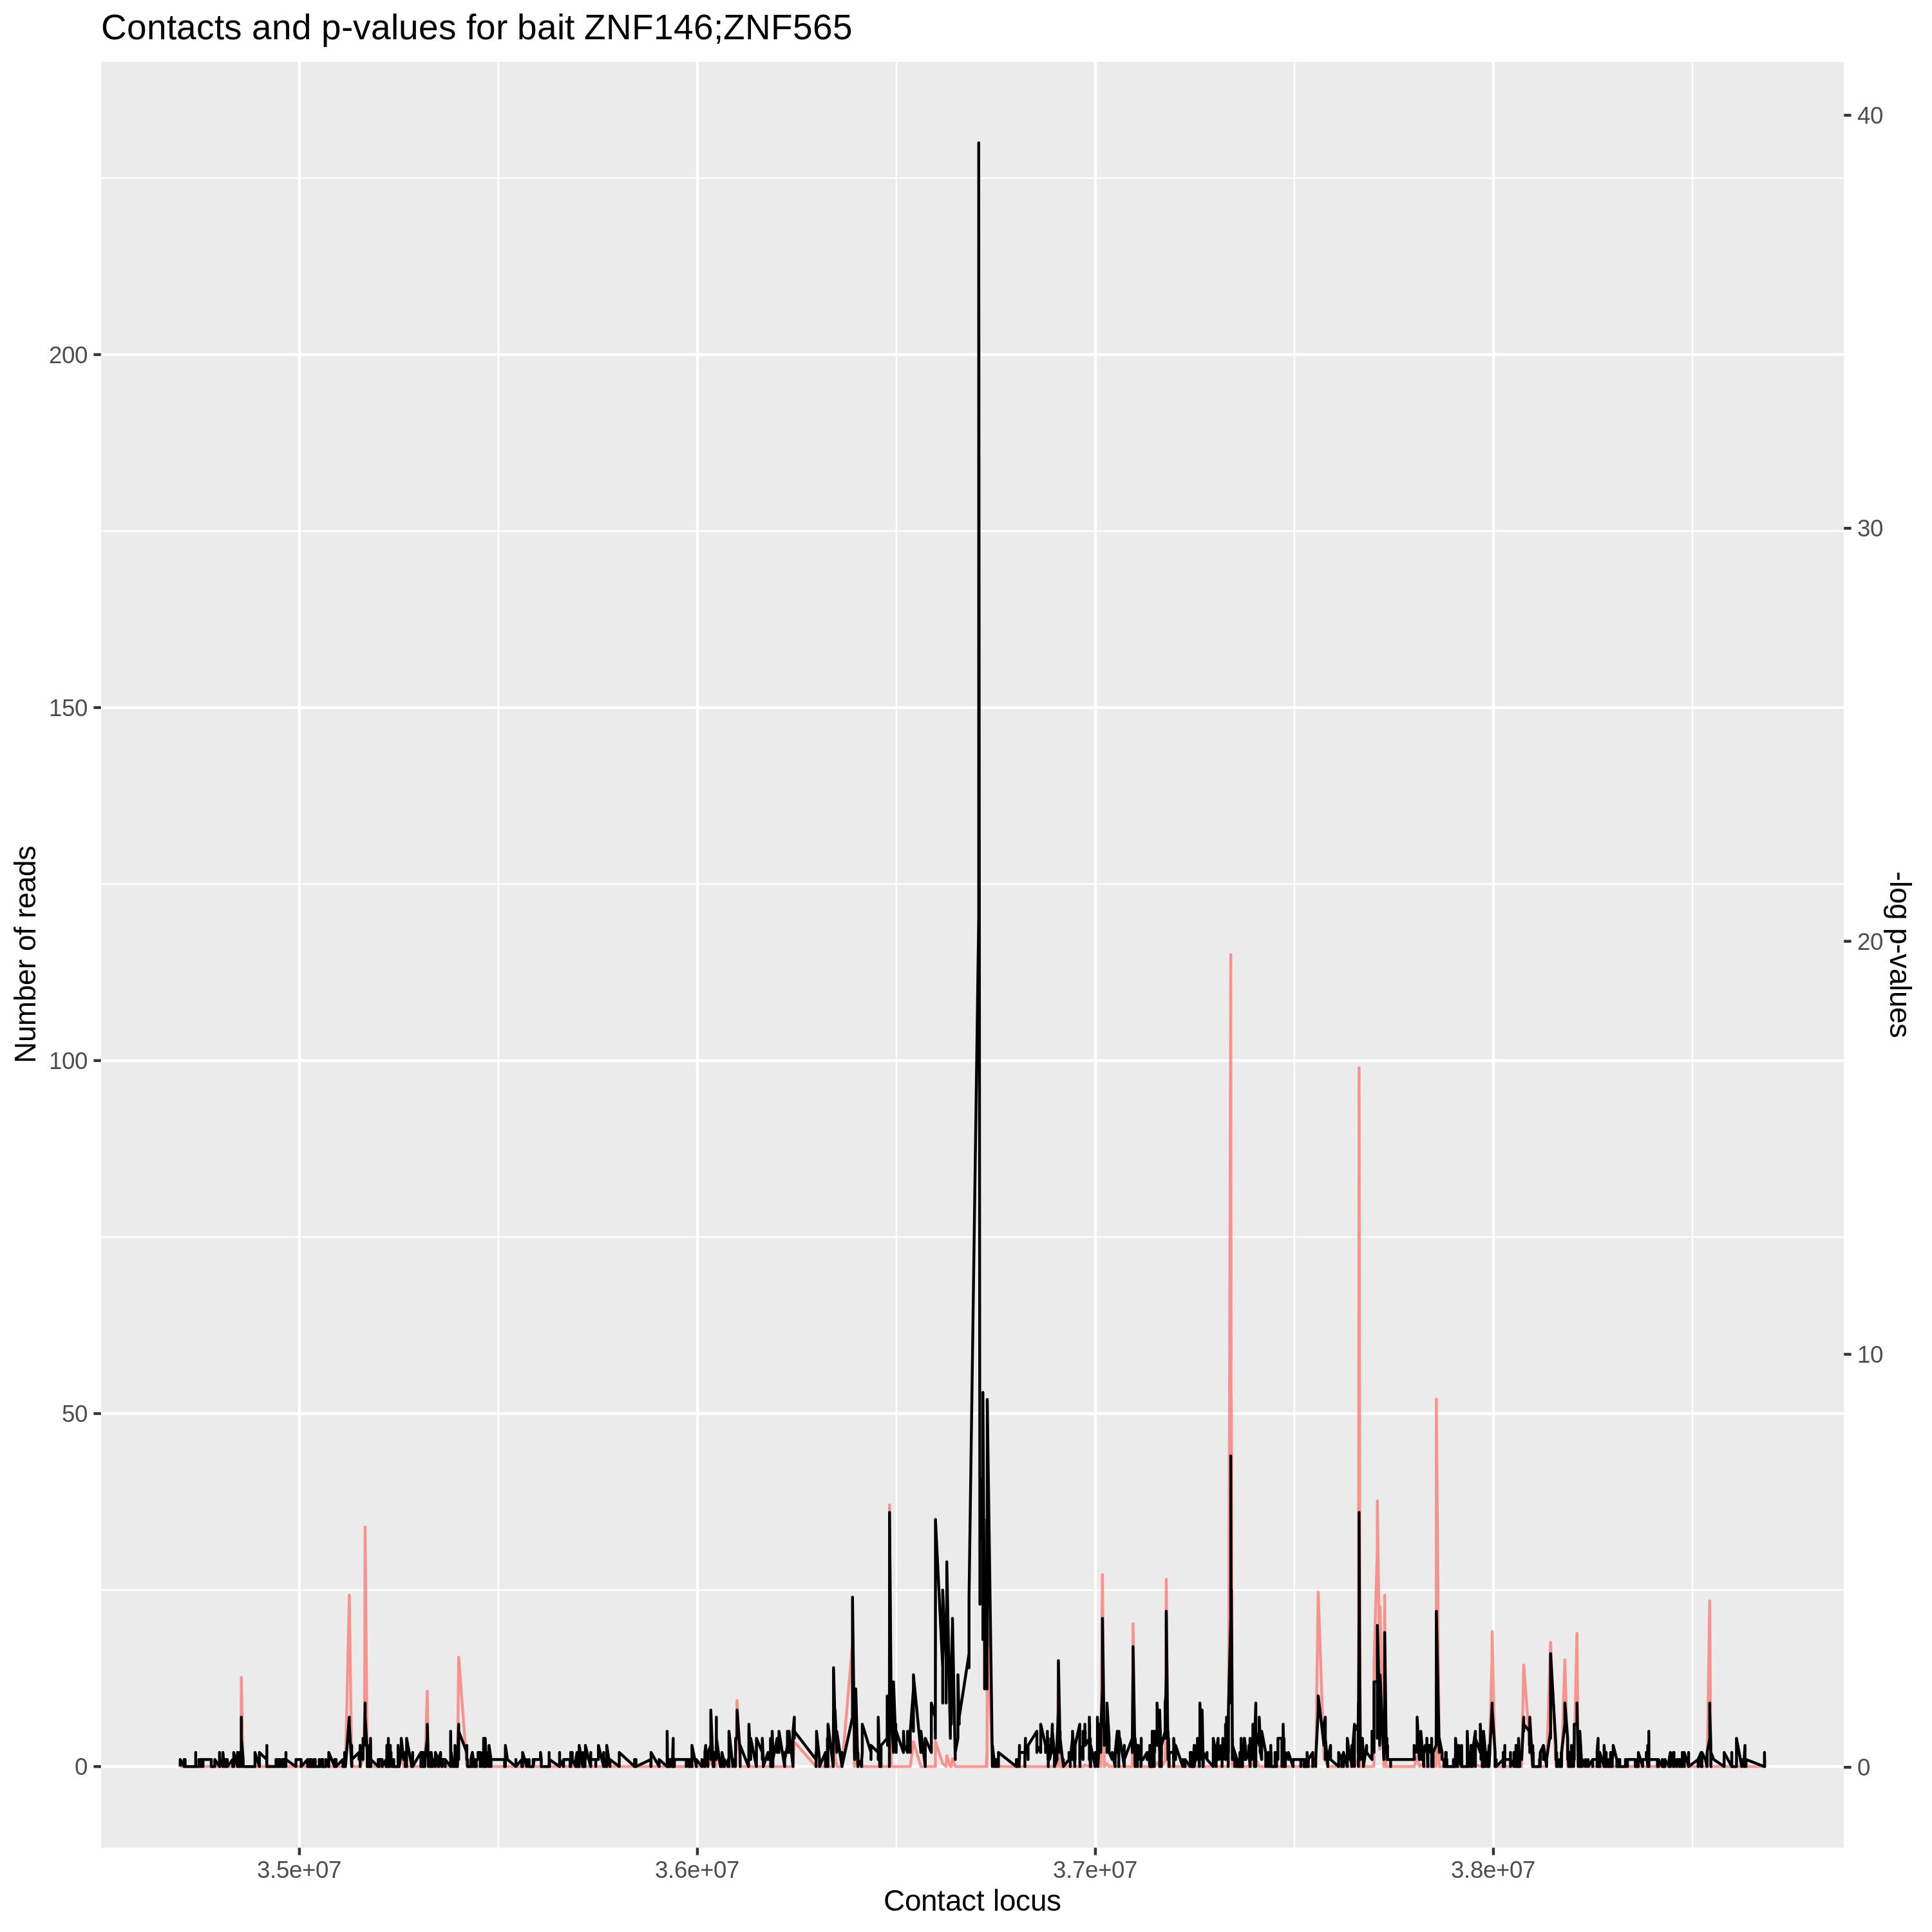 Contacts and p-values for bait ZNF146;ZNF565
Number of reads
200
150
100
50
0
40
30
20
10
0
-log p-values
3.5e+07
3.6e+07
3.7e+07
3.8e+07
Contact locus